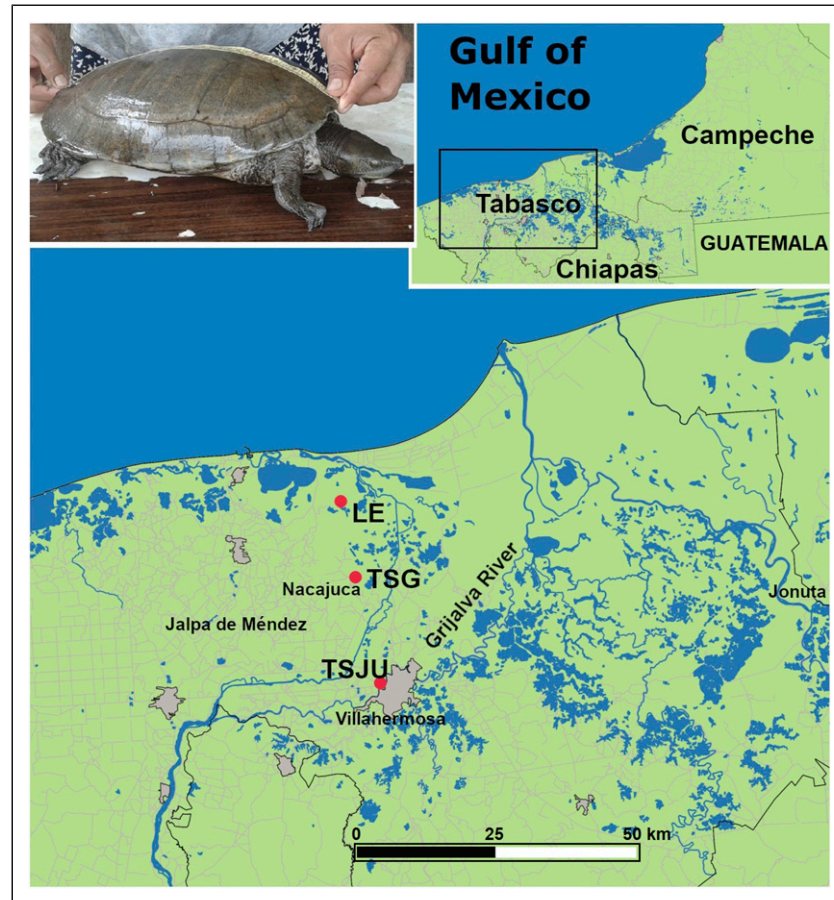 Gulf of
Mexico
Campeche
Tabasco
GUATEMALA
Chiapas
LE
TSG
Nacajuca
Jalpa de Méndez
Grijalva River
Jonuta
TSJU
Villahermosa
0 25 50 km